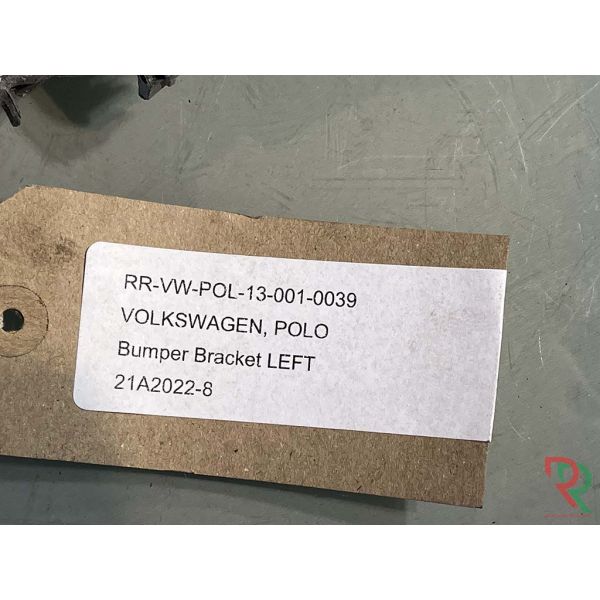 RR-VW-POL-13-001-0039
VOLKSWAGEN, POLO
Bumper Bracket LEFT
21A2022-8